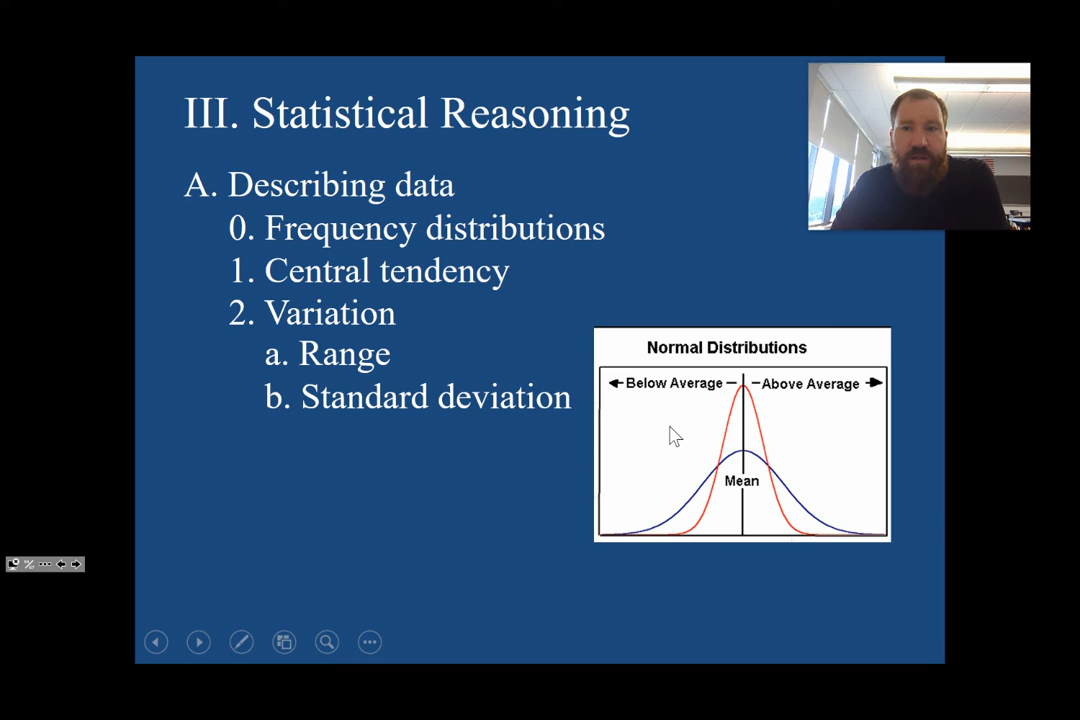 III. Statistical Reasoning
A. Describing data
0. Frequency distributions
1. Central tendency
2. Variation
a. Range
b. Standard deviation
Normal Distributions
Below Average
Above Average
Mean